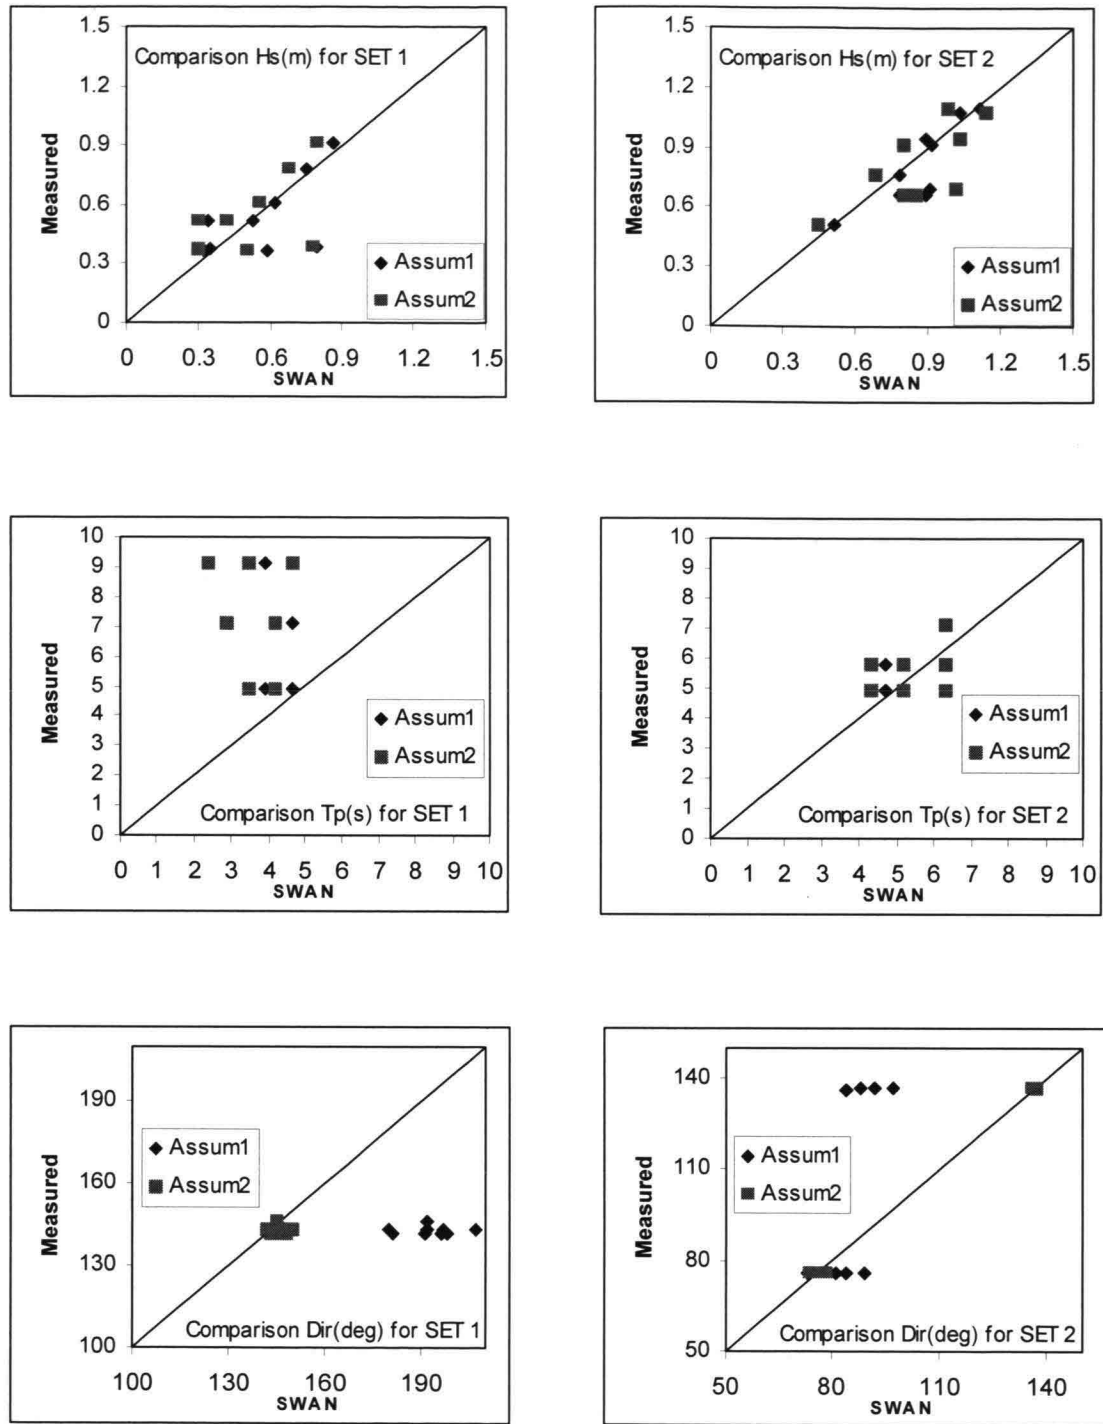 Comparison Hs(m) for SET 1
1.5
1.2
0.9
0.6
0.3
0
Measured
Assum1
Assum2
0 0.3 0.6 0.9 1.2 1.5
SWAN
Comparison Hs(m) for SET 2
1.5
1.2
0.9
0.6
0.3
0
Measured
Assum1
Assum2
0 0.3 0.6 0.9 1.2 1.5
SWAN
10
9
8
7
6
5
4
3
2
1
0
Measured
Assum1
Assum2
Comparison Tp(s) for SET 1
0 1 2 3 4 5 6 7 8 9 10
SWAN
10
9
8
7
6
5
4
3
2
1
0
Measured
Assum1
Assum2
Comparison Tp(s) for SET 2
0 1 2 3 4 5 6 7 8 9 10
SWAN
190
160
130
100
Measured
Assum1
Assum2
Comparison Dir(deg) for SET 1
100 130 160 190
SWAN
140
110
80
50
Measured
Assum1
Assum2
Comparison Dir(deg) for SET 2
50 80 110 140
SWAN